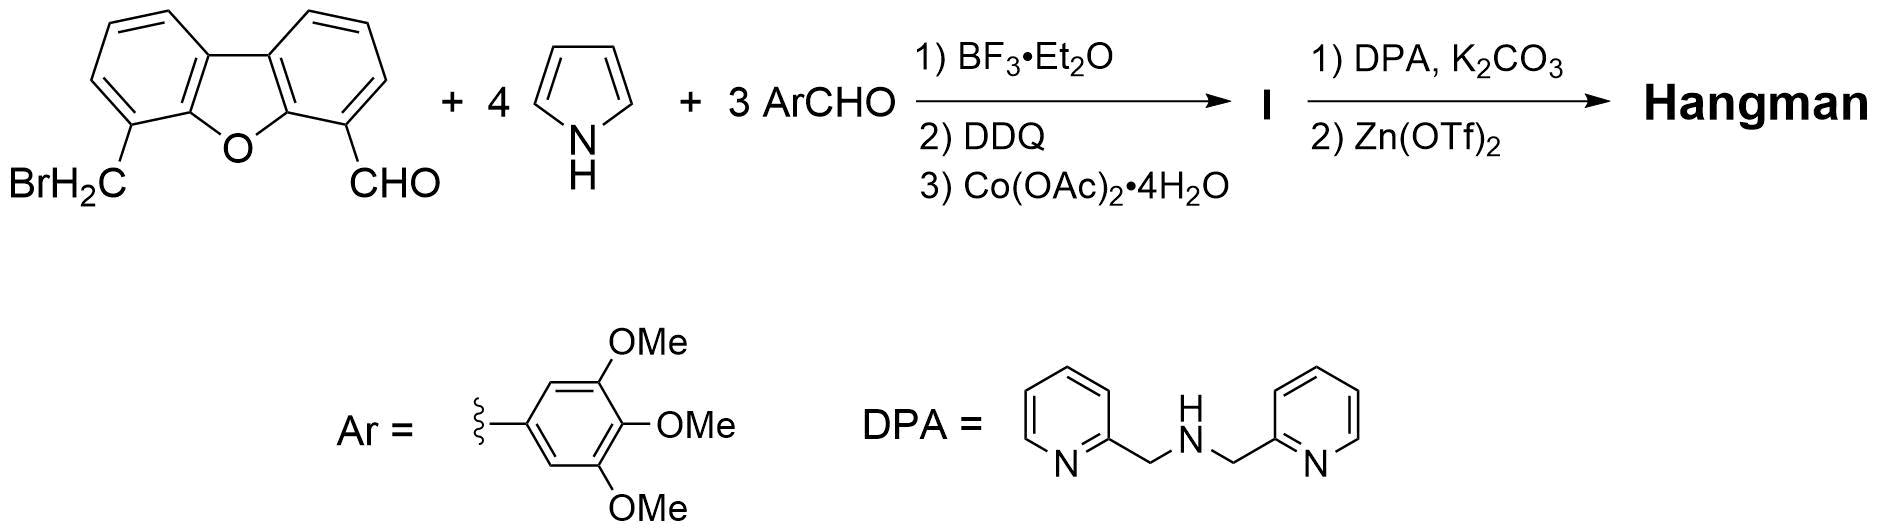 BrH₂C
O
CHO
+ 4
N
H
+ 3 ArCHO
1) BF₃•Et₂O
2) DDQ
3) Co(OAc)₂•4H₂O
I
1) DPA, K₂CO₃
2) Zn(OTf)₂
Hangman
Ar =
OMe
OMe
OMe
DPA =
N
H
N
N